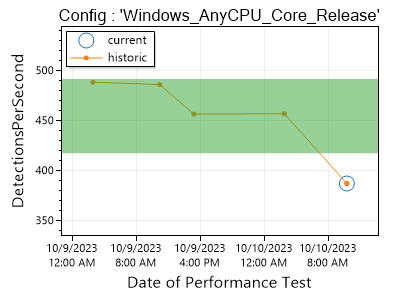 Config : 'Windows_AnyCPU_Core_Release'
current
historic
DetectionsPerSecond
500
450
400
350
10/9/2023 10/9/2023 10/9/2023 10/10/2023 10/10/2023
12:00 AM 8:00 AM 4:00 PM 12:00 AM 8:00 AM
Date of Performance Test